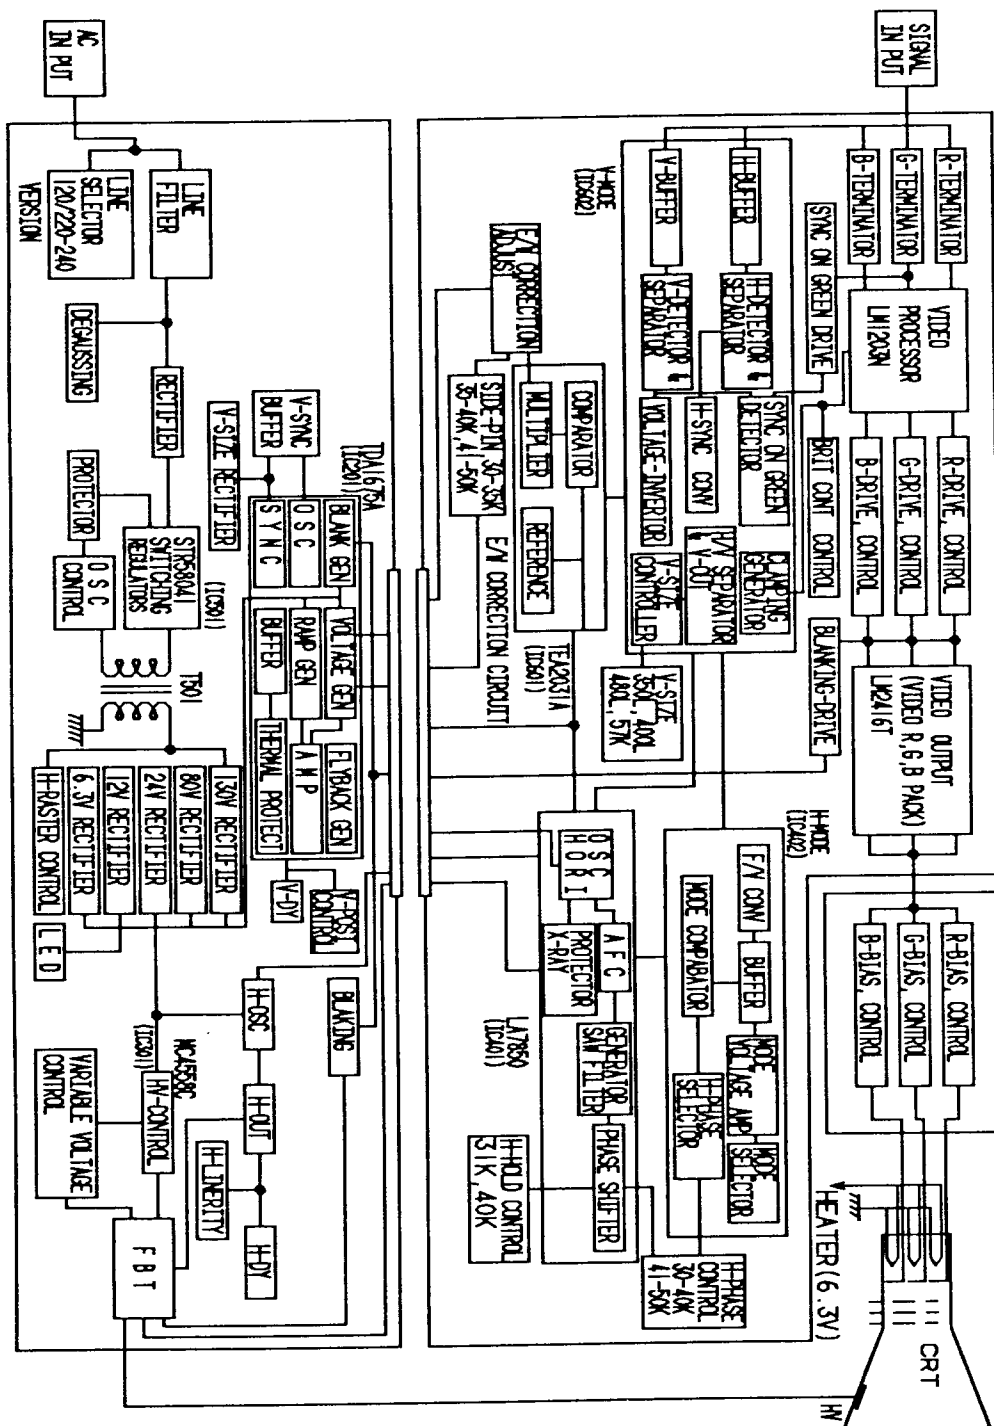 SIGNAL
IN PUT
R-TERMINATOR
G-TERMINATOR
B-TERMINATOR
SYNC ON GREEN DRIVE
VIDEO
PROCESSOR
LM1203N
R-DRIVE, CONTROL
G-DRIVE, CONTROL
B-DRIVE, CONTROL
BRIT CONT CONTROL
BLANKING-DRIVE
VIDEO OUTPUT
(VIDEO R,G,B PACK)
LM2416T
R-BIAS, CONTROL
G-BIAS, CONTROL
B-BIAS, CONTROL
HEATER(6.3V)
CRT
HV
H-BUFFER
V-BUFFER
V-MODE
(IC602)
H-DETECTOR &
SEPARATOR
V-DETECTOR &
SEPARATOR
SYNC ON GREEN
DETECTOR
H-SYNC CONV
VOLTAGE-INVERTOR
CLAMPING
GENERATOR
H/V SEPARATOR
& V-OUT
V-SIZE
CONTROLLER
V-SIZE
350L, 400L
480L, 57K
H-MODE
(IC402)
F/V CONV
BUFFER
MODE
VOLTAGE AMP
MODE
SELECTOR
MODE COMPARATOR
H-PHASE
SELECTOR
H-PHASE
CONTROL
30-40K
41-50K
E/W CORRECTION
ADJUST
COMPARATOR
MULTIPLIER
REFERENCE
TEA2031A
(IC601)
SIDE-PIN 30-35K
35-40K, 41-50K
E/W CORRECTION CIRCUIT
OSC
HORI
AFC
X-RAY
PROTECTOR
GENERATOR
SAW FILTER
PHASE SHIFTER
LA7850
(IC401)
H-HOLD CONTROL
31K, 40K
AC
IN PUT
LINE
FILTER
LINE
SELECTOR
120/220-240
VERSION
DEGAUSSING
RECTIFIER
PROTECTOR
STR58041
SWITCHING
REGULATORS
(IC501)
OSC
CONTROL
T501
V-SYNC
BUFFER
V-SIZE RECTIFIER
TDA1675A
(IC201)
BLANK GEN
OSC
SYNC
VOLTAGE GEN
RAMP GEN
BUFFER
FLYBACK GEN
AMP
THERMAL PROTECT
V-POSI
CONTROL
V-DY
130V RECTIFIER
80V RECTIFIER
24V RECTIFIER
12V RECTIFIER
6.3V RECTIFIER
H-RASTER CONTROL
LED
BLAKING
H-OSC
H-OUT
H-LINERITY
H-DY
MC4558C
(IC301)
HV-CONTROL
VARIABLE VOLTAGE
CONTROL
FBT